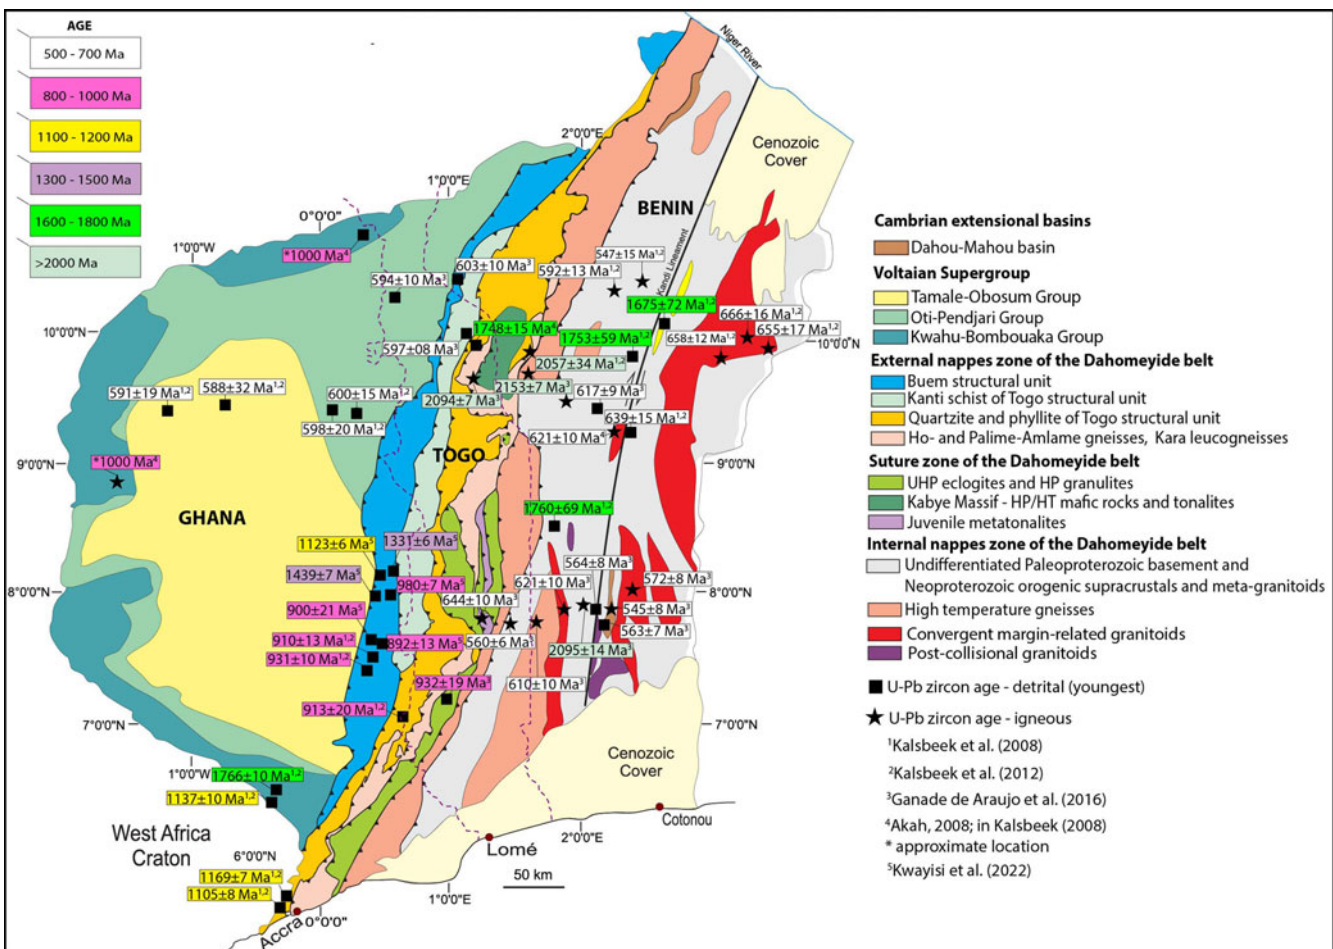 AGE
500 - 700 Ma
800 - 1000 Ma
1100 - 1200 Ma
1300 - 1500 Ma
1600 - 1800 Ma
>2000 Ma
Niger River
Cenozoic
Cover
2°0'0"E
1°0'0"E
0°0'0"
1°0'0"W
BENIN
*1000 Ma⁴
594±10 Ma³
603±10 Ma³
592±13 Ma¹,²
547±15 Ma¹,²
Kandi Lineament
1675±72 Ma¹,²
666±16 Ma¹,²
10°0'0"N
1748±15 Ma⁴
1753±59 Ma¹,²
658±12 Ma¹,²
655±17 Ma¹,²
10°0'0"N
597±08 Ma³
2057±34 Ma¹,²
2153±7 Ma³
2094±7 Ma³
617±9 Ma³
591±19 Ma¹,²
588±32 Ma¹,²
600±15 Ma¹,²
598±20 Ma¹,²
639±15 Ma¹,²
621±10 Ma⁴
TOGO
9°0'0"N
*1000 Ma⁴
9°0'0"N
GHANA
1760±69 Ma¹,²
1123±6 Ma⁵
1331±6 Ma⁵
1439±7 Ma⁵
980±7 Ma⁵
564±8 Ma³
621±10 Ma³
572±8 Ma³
8°0'0"N
644±10 Ma³
8°0'0"N
900±21 Ma⁵
545±8 Ma³
910±13 Ma¹,²
892±13 Ma⁵
560±6 Ma
563±7 Ma³
931±10 Ma¹,²
2095±14 Ma³
932±19 Ma³
610±10 Ma³
913±20 Ma¹,²
7°0'0"N
7°0'0"N
1°0'0"W
1766±10 Ma¹,²
1137±10 Ma¹,²
Cenozoic
Cover
Cotonou
West Africa
Craton
2°0'0"E
Lomé
6°0'0"N
1169±7 Ma¹,²
1105±8 Ma¹,²
50 km
1°0'0"E
0°0'0"
Accra
Cambrian extensional basins
Dahou-Mahou basin
Voltaian Supergroup
Tamale-Obosum Group
Oti-Pendjari Group
Kwahu-Bombouaka Group
External nappes zone of the Dahomeyide belt
Buem structural unit
Kanti schist of Togo structural unit
Quartzite and phyllite of Togo structural unit
Ho- and Palime-Amlame gneisses, Kara leucogneisses
Suture zone of the Dahomeyide belt
UHP eclogites and HP granulites
Kabye Massif - HP/HT mafic rocks and tonalites
Juvenile metatonalites
Internal nappes zone of the Dahomeyide belt
Undifferentiated Paleoproterozoic basement and
Neoproterozoic orogenic supracrustals and meta-granitoids
High temperature gneisses
Convergent margin-related granitoids
Post-collisional granitoids
U-Pb zircon age - detrital (youngest)
U-Pb zircon age - igneous
¹Kalsbeek et al. (2008)
²Kalsbeek et al. (2012)
³Ganade de Araujo et al. (2016)
⁴Akah, 2008; in Kalsbeek (2008)
* approximate location
⁵Kwayisi et al. (2022)